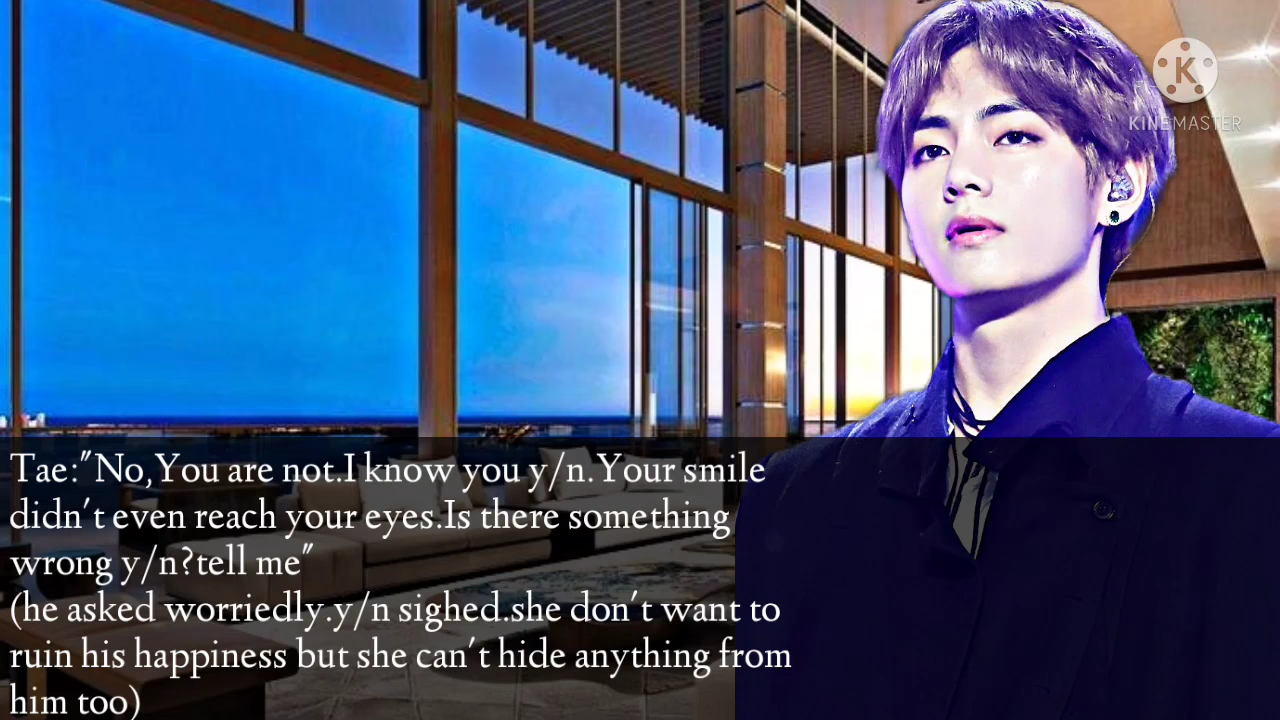 K
KINEMASTER
Tae:"No,You are not.I know you y/n.Your smile
didn't even reach your eyes.Is there something
wrong y/n?tell me"
(he asked worriedly.y/n sighed.she don't want to
ruin his happiness but she can't hide anything from
him too)